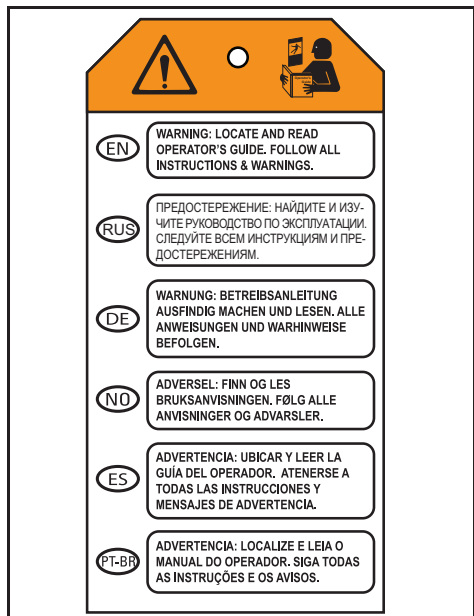 EN
WARNING: LOCATE AND READ
OPERATOR'S GUIDE. FOLLOW ALL
INSTRUCTIONS & WARNINGS.
RUS
ПРЕДОСТЕРЕЖЕНИЕ: НАЙДИТЕ И ИЗУ-
ЧИТЕ РУКОВОДСТВО ПО ЭКСПЛУАТАЦИИ.
СЛЕДУЙТЕ ВСЕМ ИНСТРУКЦИЯМ И ПРЕ-
ДОСТЕРЕЖЕНИЯМ.
DE
WARNUNG: BETREIBSANLEITUNG
AUSFINDIG MACHEN UND LESEN. ALLE
ANWEISUNGEN UND WARHINWEISE
BEFOLGEN.
NO
ADVERSEL: FINN OG LES
BRUKSANVISNINGEN. FØLG ALLE
ANVISNINGER OG ADVARSLER.
ES
ADVERTENCIA: UBICAR Y LEER LA
GUÍA DEL OPERADOR. ATENERSE A
TODAS LAS INSTRUCCIONES Y
MENSAJES DE ADVERTENCIA.
PT-BR
ADVERTENCIA: LOCALIZE E LEIA O
MANUAL DO OPERADOR. SIGA TODAS
AS INSTRUÇÕES E OS AVISOS.